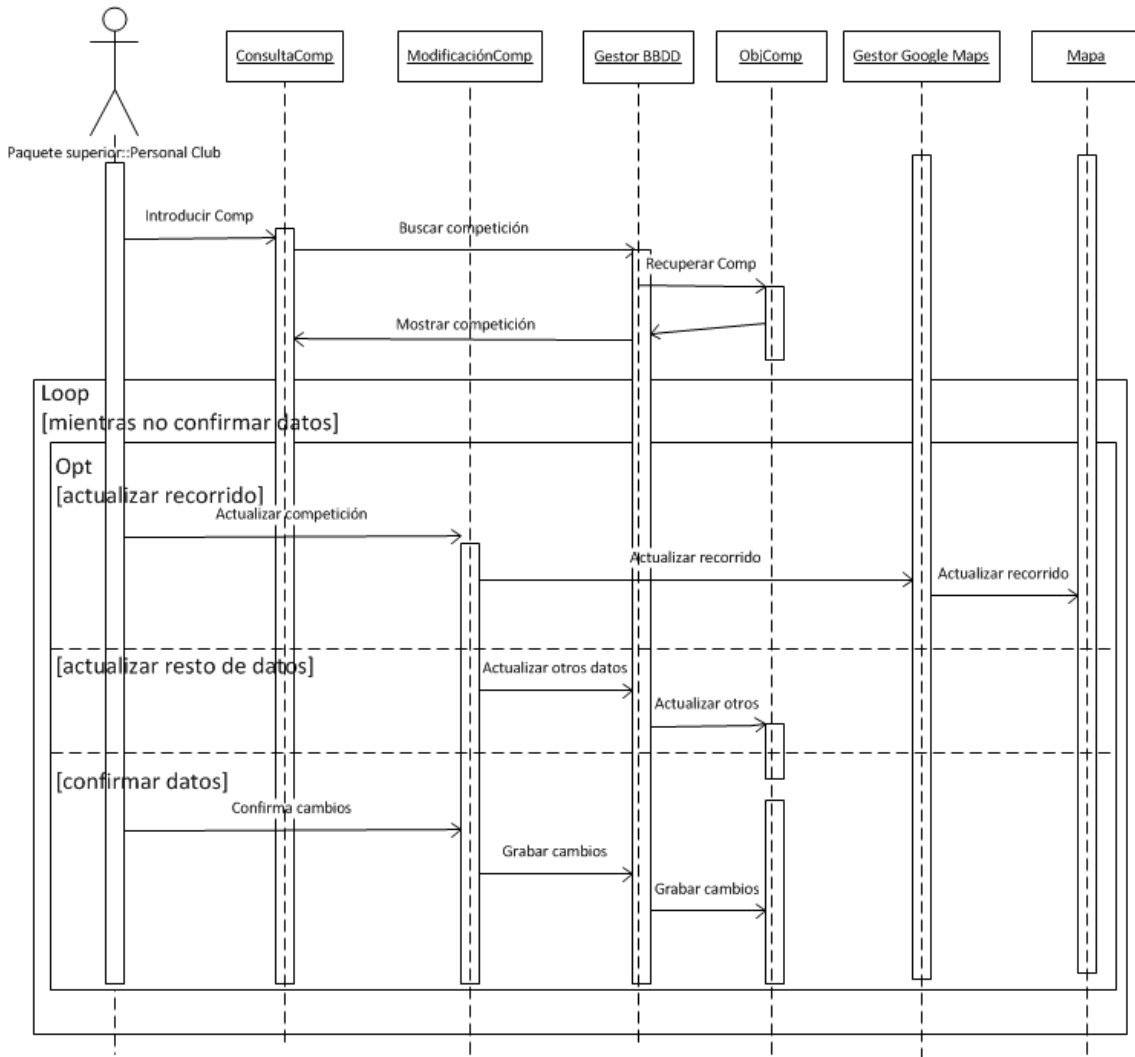 ConsultaComp
ModificaciónComp
Gestor BBDD
ObjComp
Gestor Google Maps
Mapa
Paquete superior::Personal Club
Introducir Comp
Buscar competición
Recuperar Comp
Mostrar competición
Loop
[mientras no confirmar datos]
Opt
[actualizar recorrido]
Actualizar competición
Actualizar recorrido
Actualizar recorrido
[actualizar resto de datos]
Actualizar otros datos
Actualizar otros
[confirmar datos]
Confirma cambios
Grabar cambios
Grabar cambios